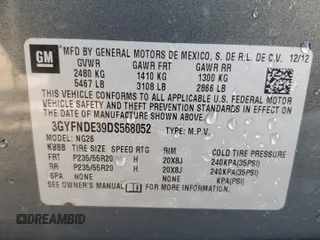 GM
MFD BY GENERAL MOTORS DE MEXICO, S. DE R.L. DE C.V. 12/12
GVWR GAWR FRT GAWR RR
2480 KG 1410 KG 1300 KG
5467 LB 3108 LB 2866 LB
THIS VEHICLE CONFORMS TO ALL APPLICABLE
U.S. FEDERAL MOTOR VEHICLE SAFETY AND
THEFT PREVENTION STANDARDS IN EFFECT ON
THE DATE OF MANUFACTURE SHOWN ABOVE.
3GYFNDE39DS568052 TYPE: M.P.V.
MODEL: NG26
TIRE SIZE SPEED RTG RIM COLD TIRE PRESSURE
FRT P235/55R20 H 20X8J 240KPA(35PSI)
RR P235/55R20 H 20X8J 240KPA(35PSI)
SPA NONE NONE NONE KPA(PSI)
SEE OWNER'S MANUAL FOR ADDITIONAL INFORMATION.
DREAMBID